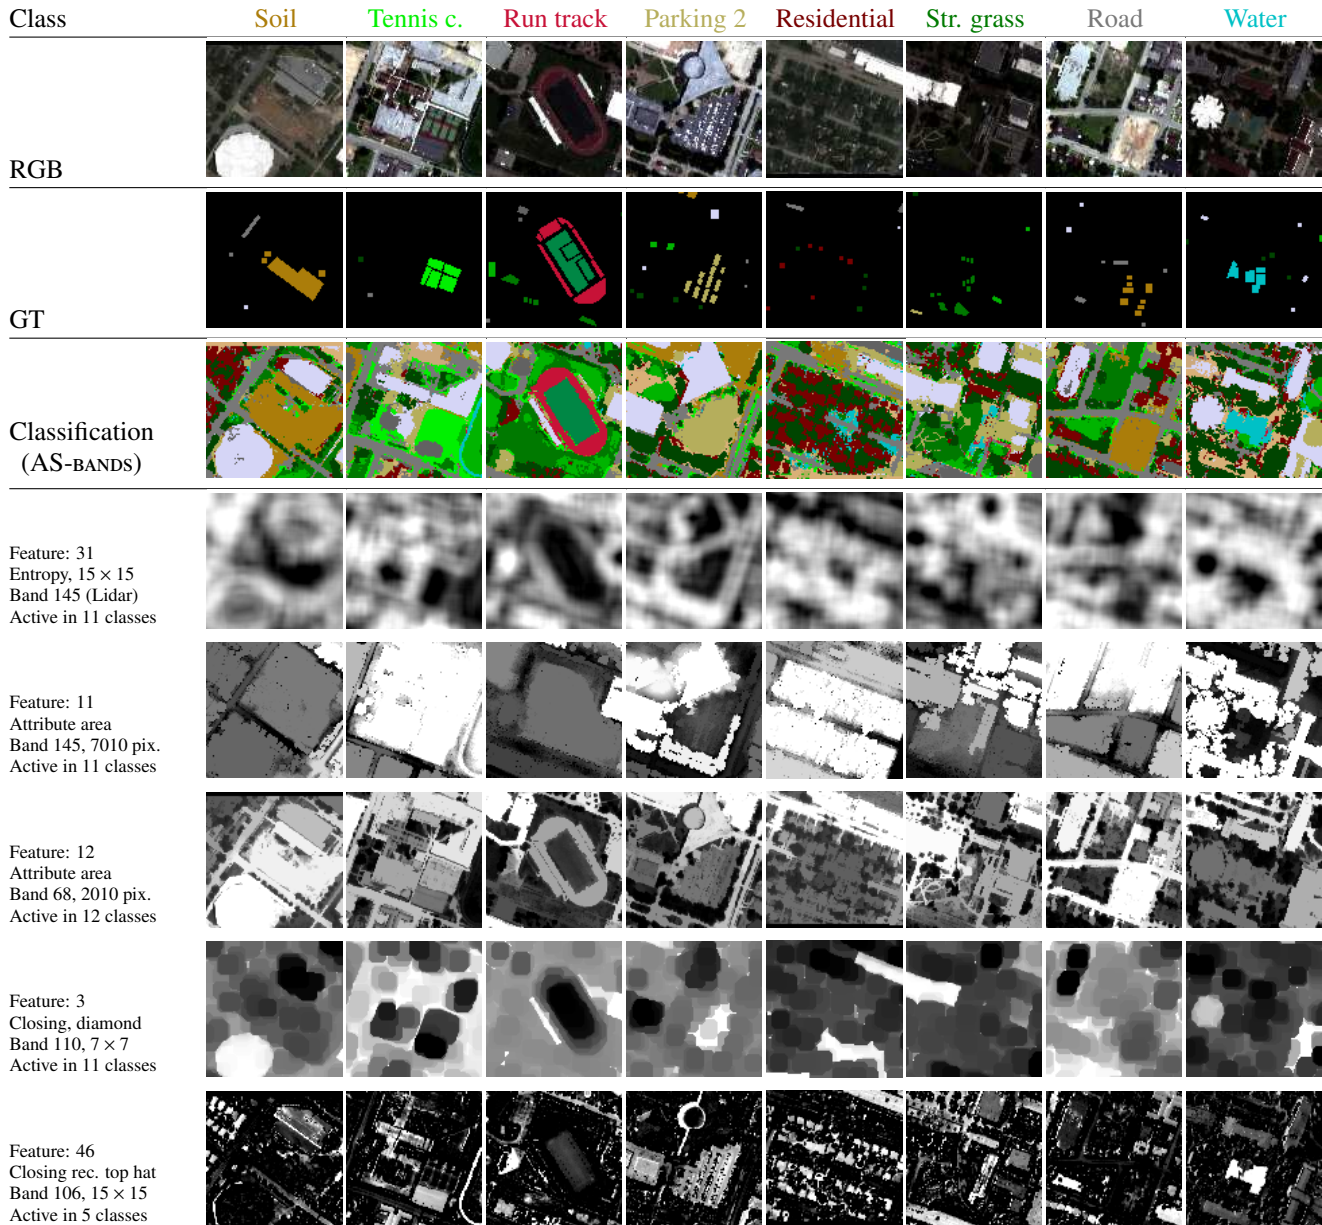 Class Soil Tennis c. Run track Parking 2 Residential Str. grass Road Water
RGB
GT
Classification
(AS-BANDS)
Feature: 31
Entropy, 15 × 15
Band 145 (Lidar)
Active in 11 classes
Feature: 11
Attribute area
Band 145, 7010 pix.
Active in 11 classes
Feature: 12
Attribute area
Band 68, 2010 pix.
Active in 12 classes
Feature: 3
Closing, diamond
Band 110, 7 × 7
Active in 11 classes
Feature: 46
Closing rec. top hat
Band 106, 15 × 15
Active in 5 classes